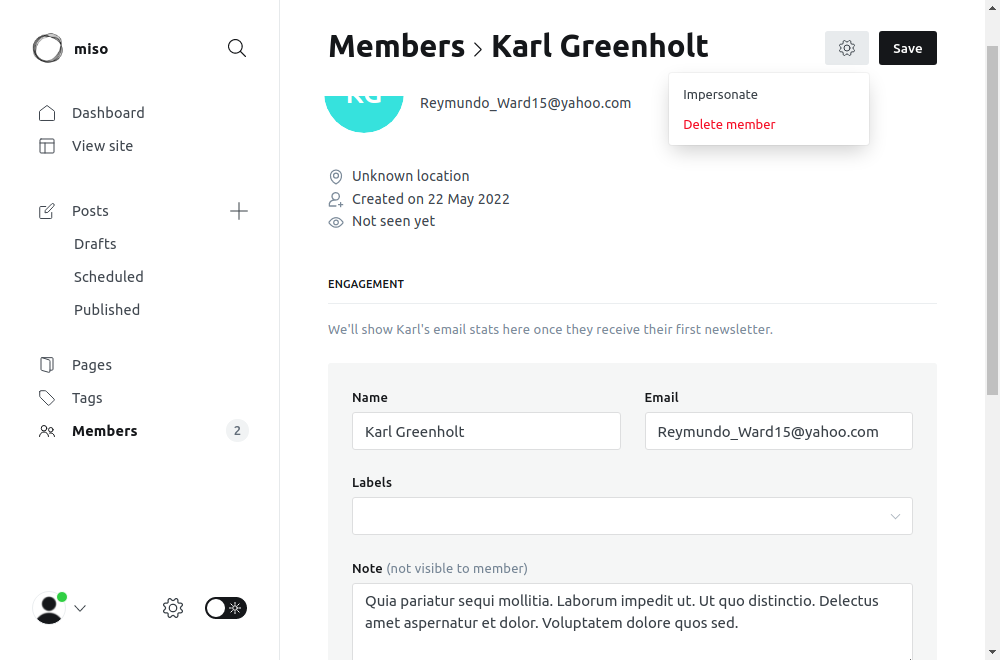 miso
Dashboard
View site
Posts
Drafts
Scheduled
Published
Pages
Tags
Members 2
Members › Karl Greenholt
Save
Impersonate
Delete member
KG
Reymundo_Ward15@yahoo.com
Unknown location
Created on 22 May 2022
Not seen yet
ENGAGEMENT
We'll show Karl's email stats here once they receive their first newsletter.
Name
Karl Greenholt
Email
Reymundo_Ward15@yahoo.com
Labels
Note (not visible to member)
Quia pariatur sequi mollitia. Laborum impedit ut. Ut quo distinctio. Delectus
amet aspernatur et dolor. Voluptatem dolore quos sed.